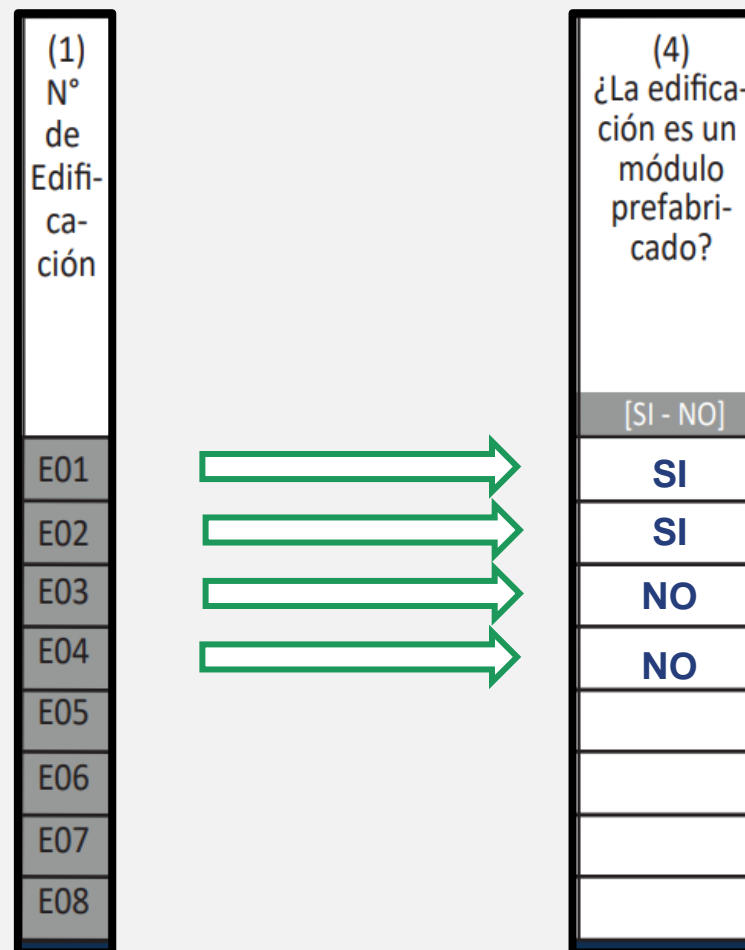 (1)
N°
de
Edifi-
ca-
ción
(4)
¿La edifica-
ción es un
módulo
prefabri-
cado?
[SI - NO]
E01
SI
E02
SI
E03
NO
E04
NO
E05
E06
E07
E08